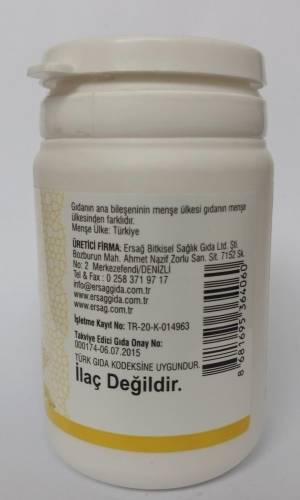 Gıdanın ana bileşeninin menşe ülkesi gıdanın menşe
ülkesinden farklıdır.
Menşe Ülke: Türkiye
ÜRETİCİ FİRMA: Ersağ Bitkisel Sağlık Gıda Ltd. Şti.
Bozburun Mah. Ahmet Nazif Zorlu San. Sit. 7152 Sk.
No: 2 Merkezefendi/DENİZLİ
Tel & Fax : 0 258 371 97 17
info@ersaggida.com.tr
www.ersaggida.com.tr
www.ersag.com.tr
İşletme Kayıt No: TR-20-K-014963
Takviye Edici Gıda Onay No:
000174-06.07.2015
TÜRK GIDA KODEKSİNE UYGUNDUR.
İlaç Değildir.
8 681695 364060